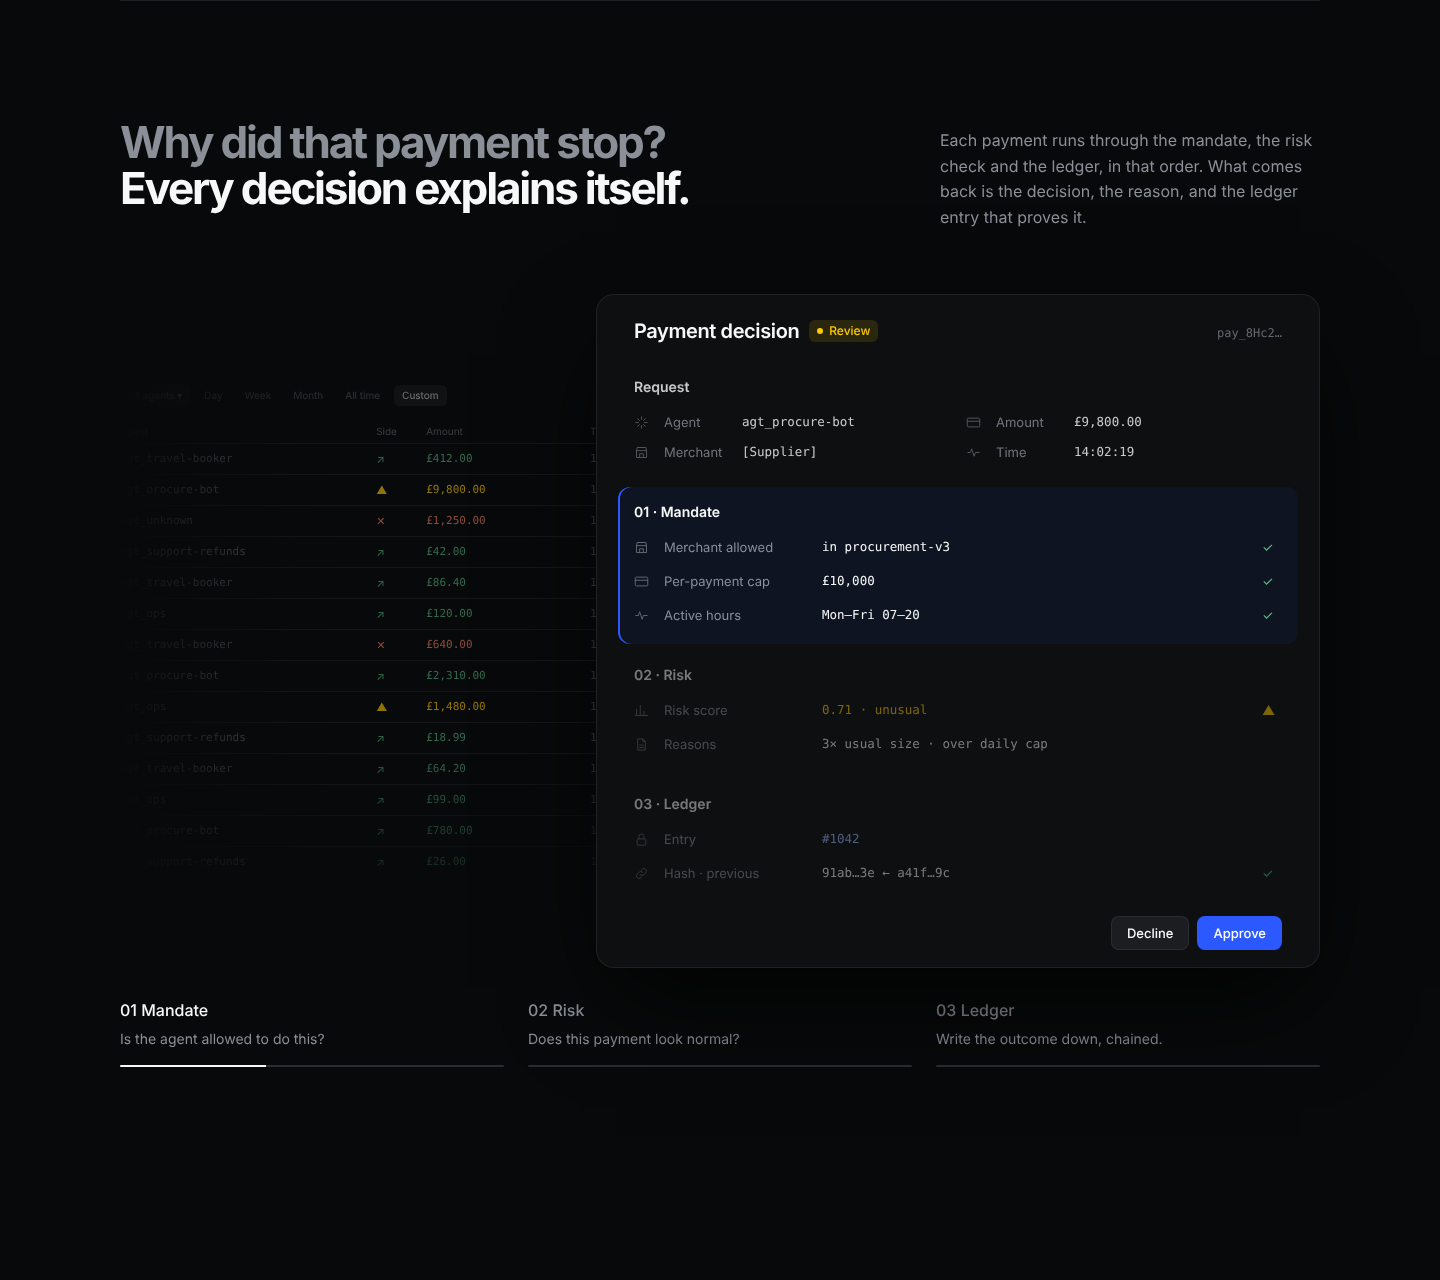 Why did that payment stop?
Every decision explains itself.
Each payment runs through the mandate, the risk
check and the ledger, in that order. What comes
back is the decision, the reason, and the ledger
entry that proves it.
agents ▾ Day Week Month All time Custom
Side Amount
travel-booker ↗ £412.00
procure-bot ▲ £9,800.00
unknown × £1,250.00
support-refunds ↗ £42.00
travel-booker ↗ £86.40
ops ↗ £120.00
travel-booker × £640.00
procure-bot ↗ £2,310.00
ops ▲ £1,480.00
support-refunds ↗ £18.99
travel-booker ↗ £64.20
ops ↗ £99.00
procure-bot ↗ £780.00
support-refunds ↗ £26.00
Payment decision Review pay_8Hc2…
Request
Agent agt_procure-bot Amount £9,800.00
Merchant [Supplier] Time 14:02:19
01 · Mandate
Merchant allowed in procurement-v3 ✓
Per-payment cap £10,000 ✓
Active hours Mon–Fri 07–20 ✓
02 · Risk
Risk score 0.71 · unusual ▲
Reasons 3× usual size · over daily cap
03 · Ledger
Entry #1042
Hash · previous 91ab…3e ← a41f…9c ✓
Decline Approve
01 Mandate
Is the agent allowed to do this?
02 Risk
Does this payment look normal?
03 Ledger
Write the outcome down, chained.